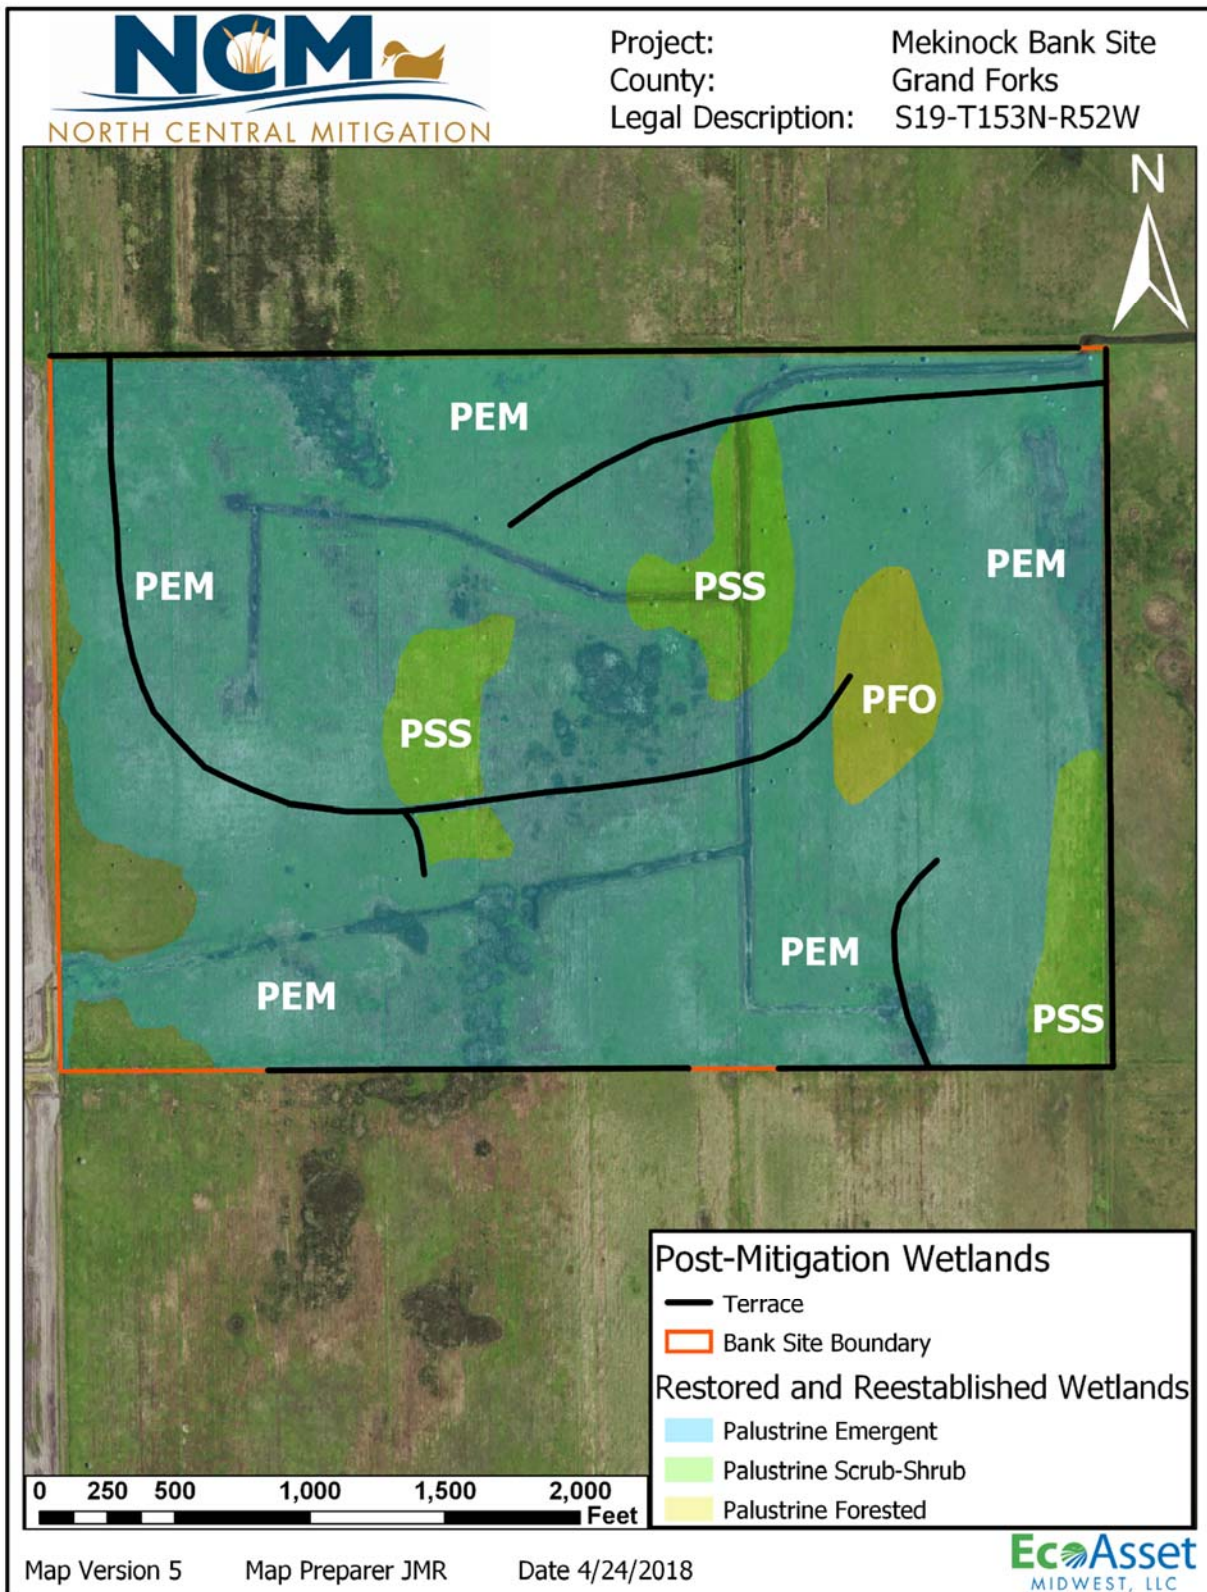 NCM
NORTH CENTRAL MITIGATION
Project: Mekinock Bank Site
County: Grand Forks
Legal Description: S19-T153N-R52W
N
PEM
PEM
PSS
PEM
PSS
PFO
PEM
PEM
PSS
Post-Mitigation Wetlands
Terrace
Bank Site Boundary
Restored and Reestablished Wetlands
Palustrine Emergent
Palustrine Scrub-Shrub
Palustrine Forested
0 250 500 1,000 1,500 2,000
Feet
Map Version 5 Map Preparer JMR Date 4/24/2018
EcoAsset
MIDWEST, LLC